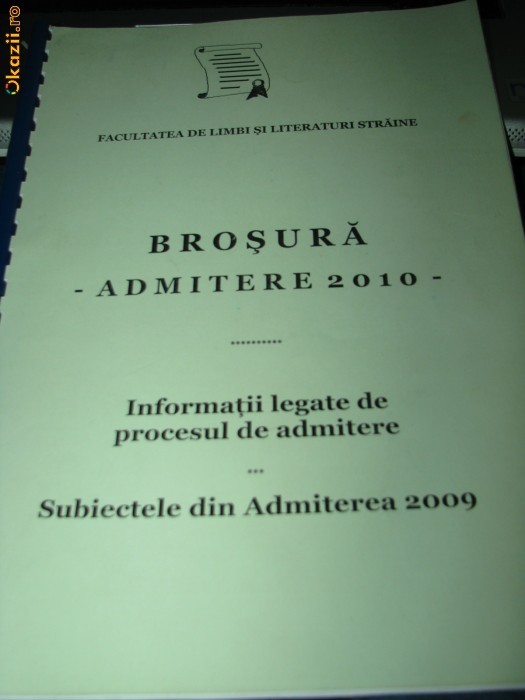 Okazii.ro
FACULTATEA DE LIMBI ŞI LITERATURI STRĂINE
BROŞURĂ
- ADMITERE 2010 -
..........
Informaţii legate de
procesul de admitere
...
Subiectele din Admiterea 2009